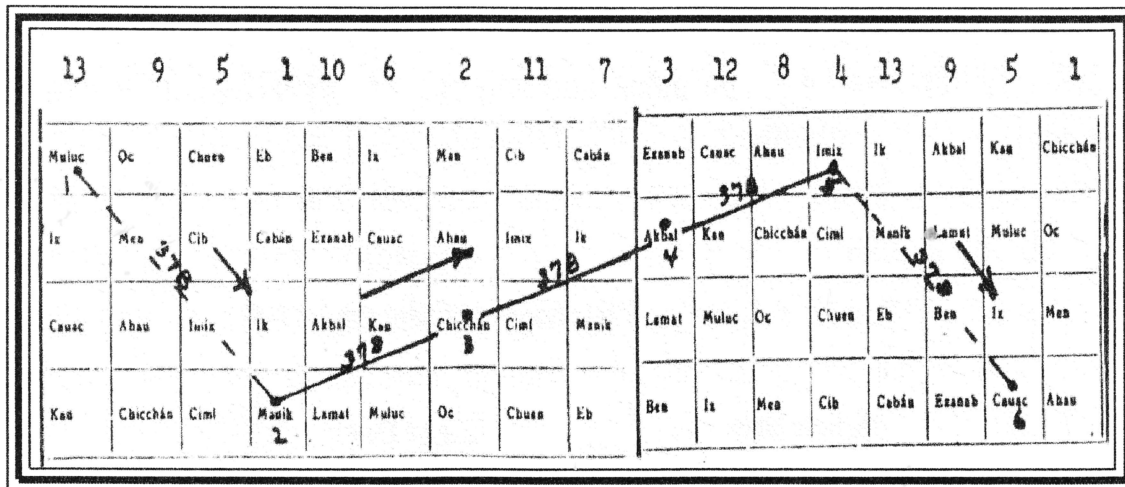 13 9 5 1 10 6 2 11 7 3 12 8 4 13 9 5 1
Muluc Oc Chuen Eb Ben Ix Men Cib Cabán Ezanab Cauac Ahau Imix Ik Akbal Kan Chicchán
1 378 5
Ix Men Cib Cabán Ezanab Cauac Ahau Imix Ik Akbal Kan Chicchán Cimi Manik Lamat Muluc Oc
378 378 4
Cauac Ahau Imix Ik Akbal Kan Chicchán Cimi Manik Lamat Muluc Oc Chuen Eb Ben Ix Men
378 3
Kan Chicchán Cimi Manik Lamat Muluc Oc Chuen Eb Ben Ix Men Cib Cabán Ezanab Cauac Ahau
2 6